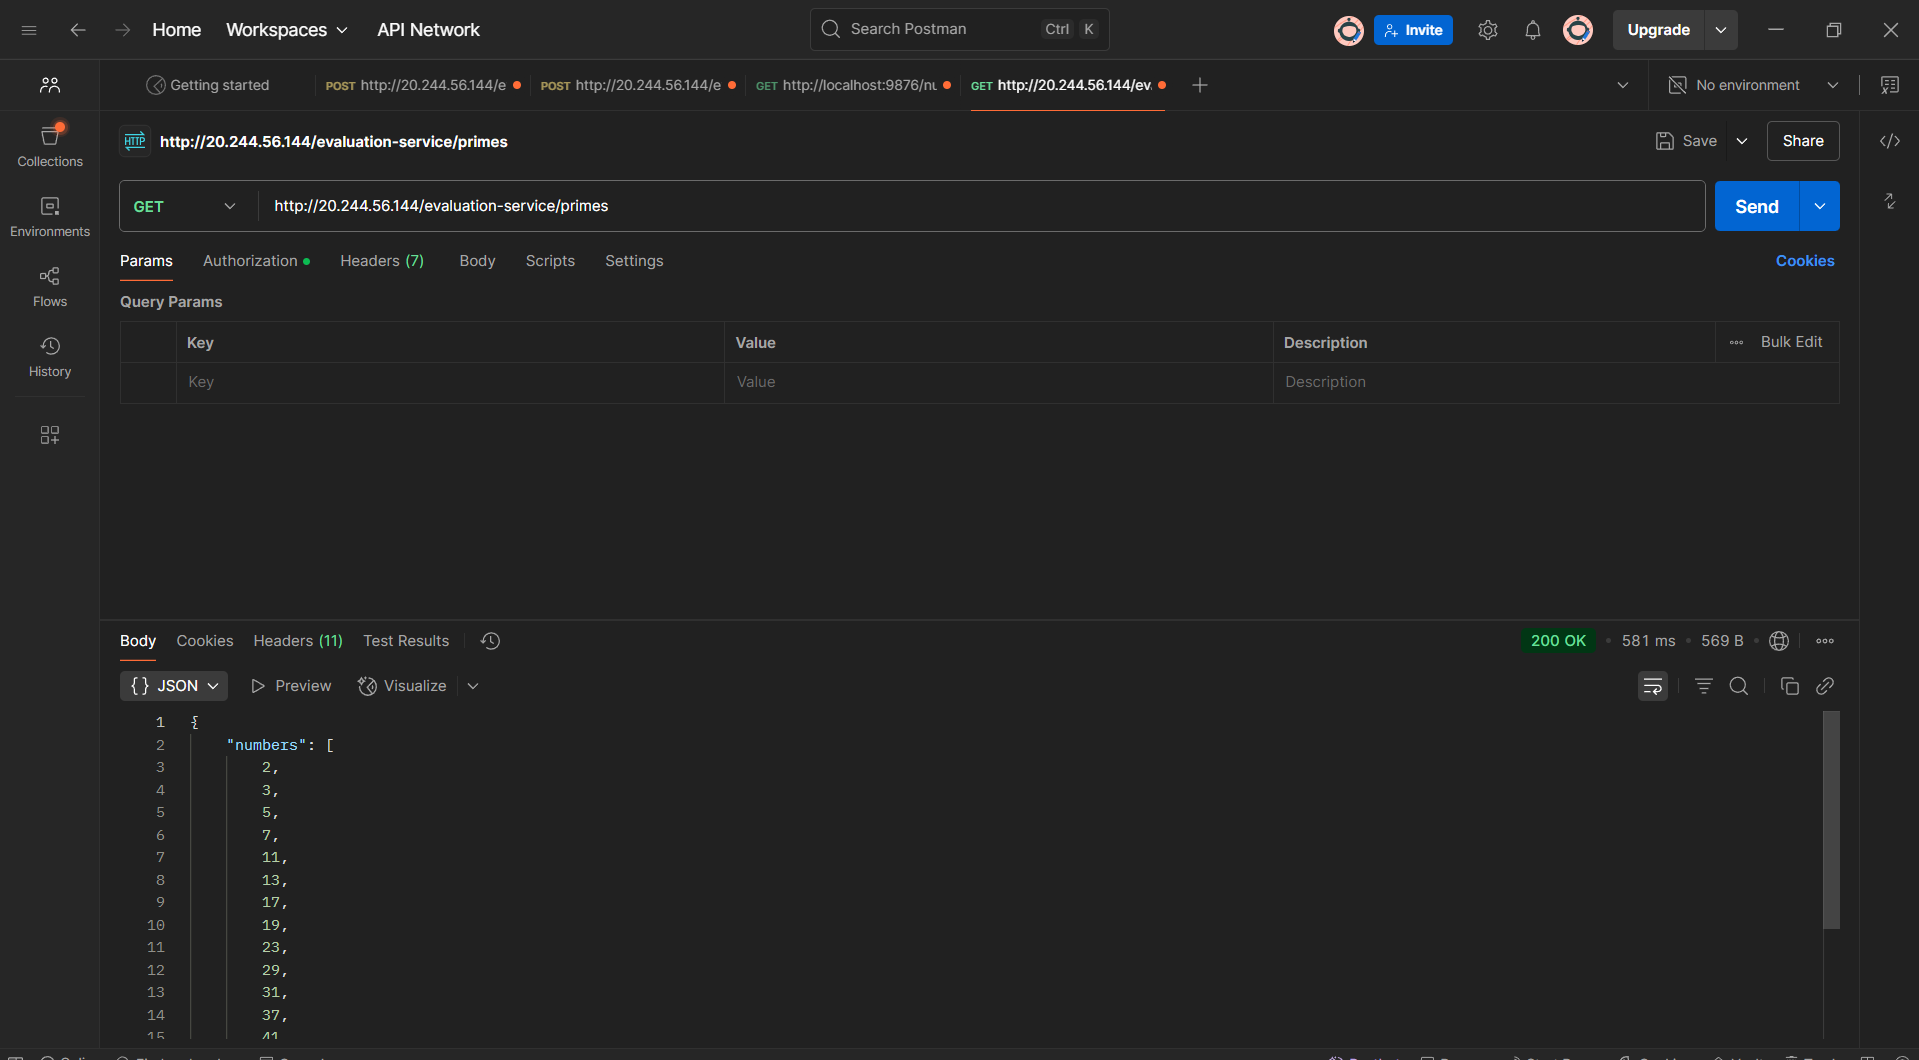 Home Workspaces API Network Search Postman Ctrl K Invite Upgrade
Getting started POST http://20.244.56.144/e POST http://20.244.56.144/e GET http://localhost:9876/nu GET http://20.244.56.144/ev. No environment
Collections
Environments
Flows
History
HTTP http://20.244.56.144/evaluation-service/primes Save Share
GET http://20.244.56.144/evaluation-service/primes Send
Params Authorization Headers (7) Body Scripts Settings Cookies
Query Params
Key Value Description Bulk Edit
Key Value Description
Body Cookies Headers (11) Test Results 200 OK 581 ms 569 B
{} JSON Preview Visualize
1 {
2 "numbers": [
3 2,
4 3,
5 5,
6 7,
7 11,
8 13,
9 17,
10 19,
11 23,
12 29,
13 31,
14 37,
15 41